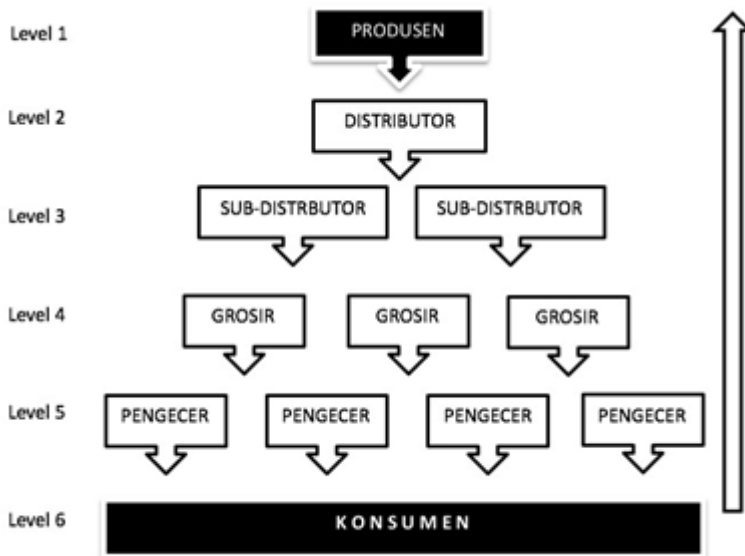 Level 1
PRODUSEN
Level 2
DISTRIBUTOR
Level 3
SUB-DISTRBUTOR
SUB-DISTRBUTOR
Level 4
GROSIR
GROSIR
GROSIR
Level 5
PENGECER
PENGECER
PENGECER
PENGECER
Level 6
KONSUMEN